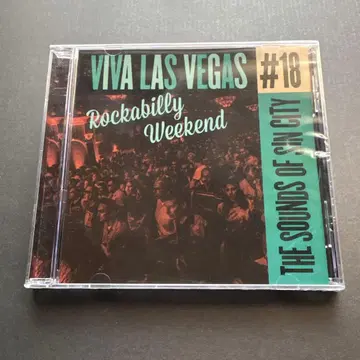 VIVA LAS VEGAS
#18
Rockabilly
Weekend
THE SOUNDS OF SIN CITY